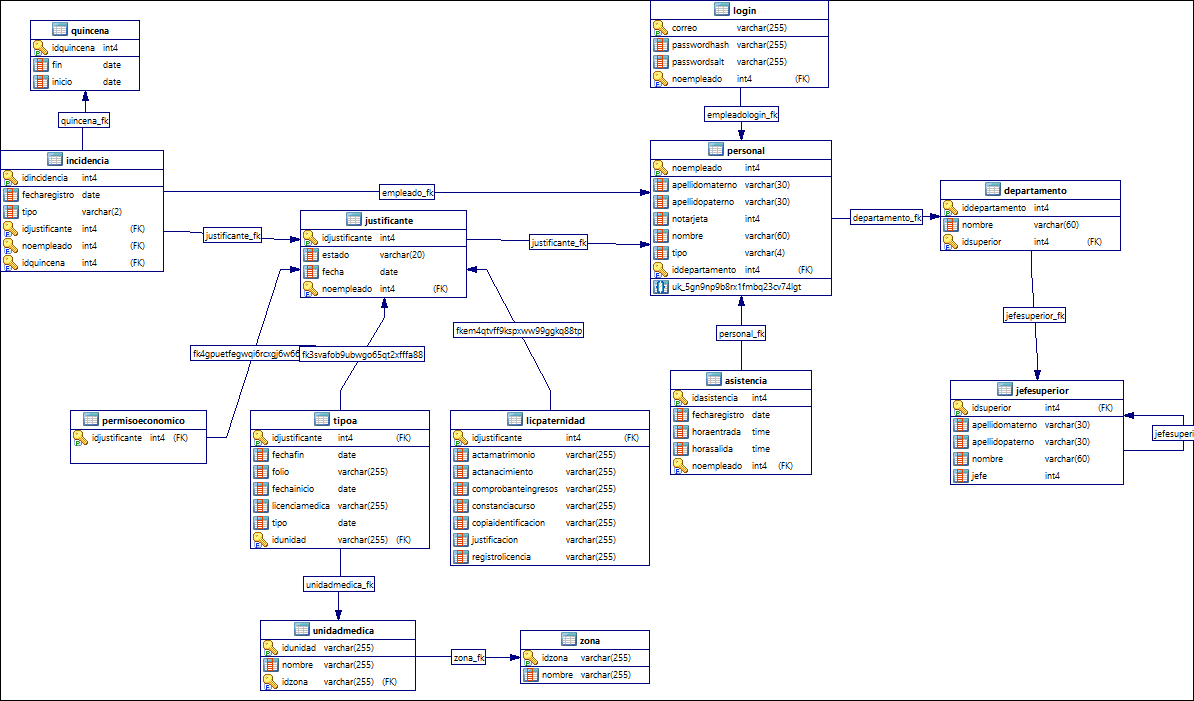 quincena
idquincena int4
fin date
inicio date
quincena_fk
login
correo varchar(255)
passwordhash varchar(255)
passwordsalt varchar(255)
noempleado int4 (FK)
empleadologin_fk
incidencia
idincidencia int4
fecharegistro date
tipo varchar(2)
idjustificante int4 (FK)
noempleado int4 (FK)
idquincena int4 (FK)
empleado_fk
justificante_fk
justificante
idjustificante int4
estado varchar(20)
fecha date
noempleado int4 (FK)
justificante_fk
personal
noempleado int4
apellidomaterno varchar(30)
apellidopaterno varchar(30)
notarjeta int4
nombre varchar(60)
tipo varchar(4)
iddepartamento int4 (FK)
uk_5gn9np9b8rx1fmbq23cv74lgt
departamento_fk
departamento
iddepartamento int4
nombre varchar(60)
idsuperior int4 (FK)
jefesuperior_fk
fk4gpuetfegwqi6rcxgj6w66
fk3svafob9ubwgo65qt2xfffa88
fkem4qtvff9kspxww99ggkq88tp
personal_fk
permisoeconomico
idjustificante int4 (FK)
tipoa
idjustificante int4 (FK)
fechafin date
folio varchar(255)
fechainicio date
licenciamedica varchar(255)
tipo date
idunidad varchar(255) (FK)
licpaternidad
idjustificante int4 (FK)
actamatrimonio varchar(255)
actanacimiento varchar(255)
comprobanteingresos varchar(255)
constanciacurso varchar(255)
copiaidentificacion varchar(255)
justificacion varchar(255)
registrolicencia varchar(255)
asistencia
idasistencia int4
fecharegistro date
horaentrada time
horasalida time
noempleado int4 (FK)
jefesuperior
idsuperior int4 (FK)
apellidomaterno varchar(30)
apellidopaterno varchar(30)
nombre varchar(60)
jefe int4
jefesuperi
unidadmedica_fk
unidadmedica
idunidad varchar(255)
nombre varchar(255)
idzona varchar(255) (FK)
zona_fk
zona
idzona varchar(255)
nombre varchar(255)